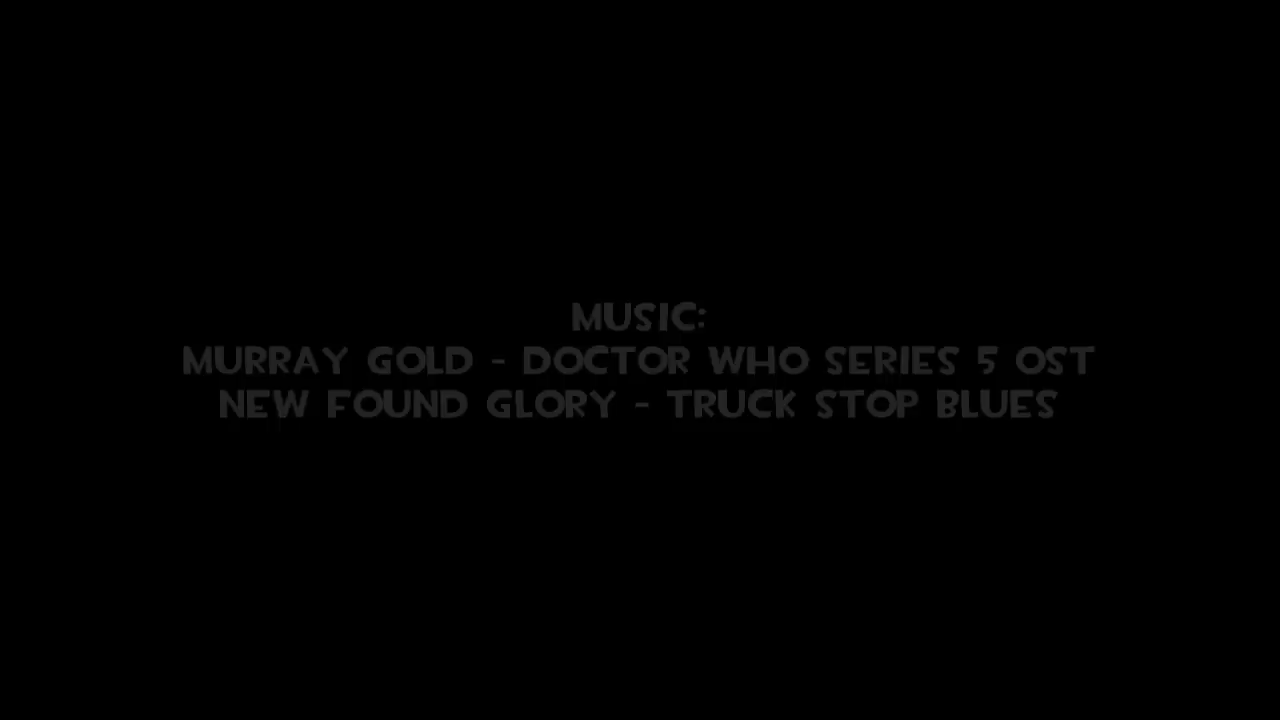 MUSIC:
MURRAY GOLD - DOCTOR WHO SERIES 5 OST
NEW FOUND GLORY - TRUCK STOP BLUES